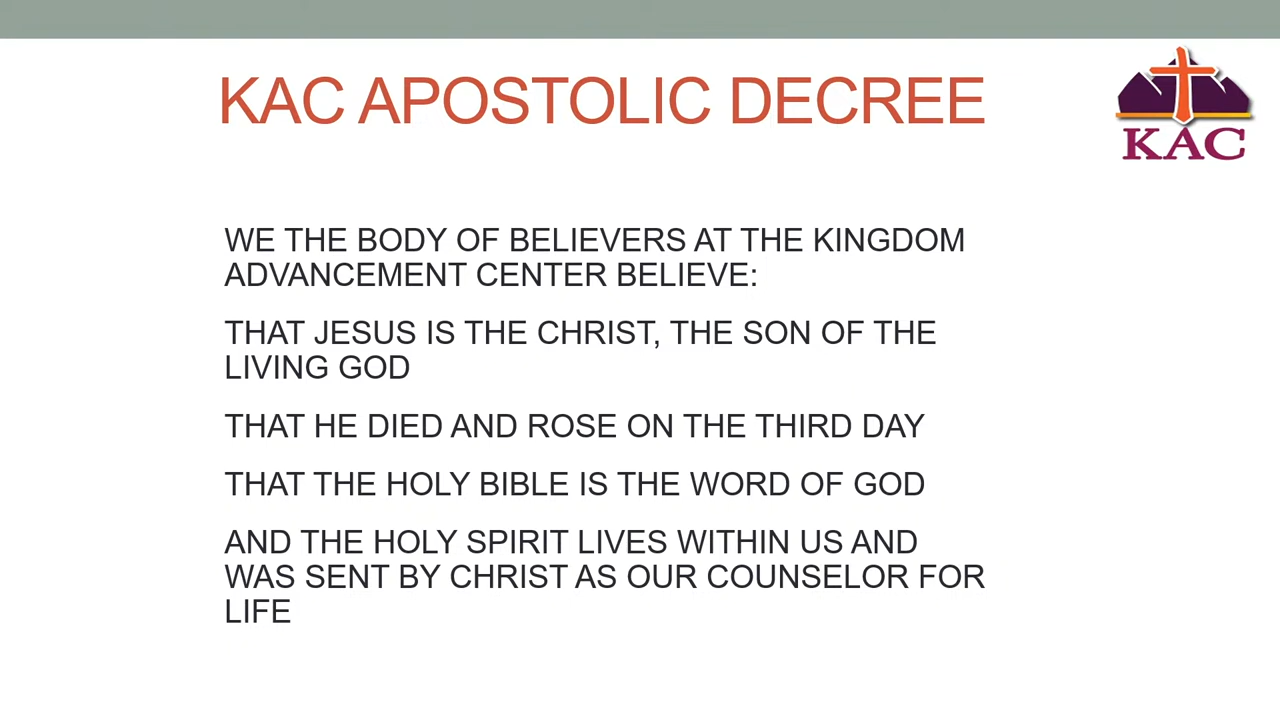 KAC APOSTOLIC DECREE
KAC
WE THE BODY OF BELIEVERS AT THE KINGDOM
ADVANCEMENT CENTER BELIEVE:
THAT JESUS IS THE CHRIST, THE SON OF THE
LIVING GOD
THAT HE DIED AND ROSE ON THE THIRD DAY
THAT THE HOLY BIBLE IS THE WORD OF GOD
AND THE HOLY SPIRIT LIVES WITHIN US AND
WAS SENT BY CHRIST AS OUR COUNSELOR FOR
LIFE